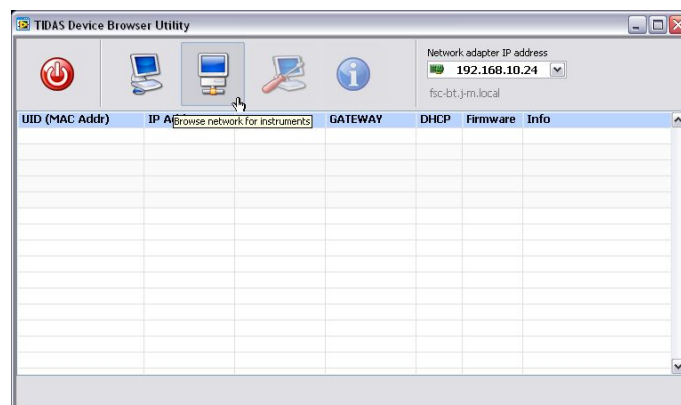 TIDAS Device Browser Utility
Network adapter IP address
192.168.10.24
fsc-bt.j-m.local
UID (MAC Addr) IP A GATEWAY DHCP Firmware Info
Browse network for instruments